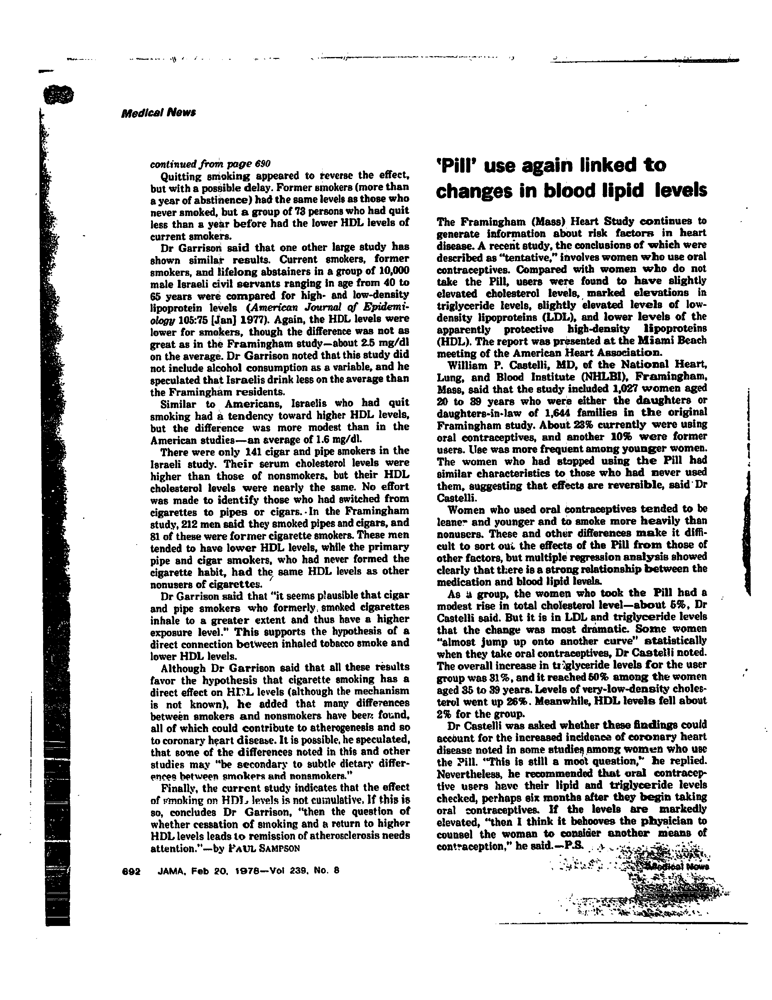 Medical News
continued from page 690
Quitting smoking appeared to reverse the effect,
but with a possible delay. Former smokers (more than
a year of abstinence) had the same levels as those who
never smoked, but a group of 73 persons who had quit
less than a year before had the lower HDL levels of
current smokers.
Dr Garrison said that one other large study has
shown similar results. Current smokers, former
smokers, and lifelong abstainers in a group of 10,000
male Israeli civil servants ranging in age from 40 to
65 years were compared for high- and low-density
lipoprotein levels (American Journal of Epidemi-
ology 105:75 [Jan] 1977). Again, the HDL levels were
lower for smokers, though the difference was not as
great as in the Framingham study—about 2.5 mg/dl
on the average. Dr Garrison noted that this study did
not include alcohol consumption as a variable, and he
speculated that Israelis drink less on the average than
the Framingham residents.
Similar to Americans, Israelis who had quit
smoking had a tendency toward higher HDL levels,
but the difference was more modest than in the
American studies—an average of 1.6 mg/dl.
There were only 141 cigar and pipe smokers in the
Israeli study. Their serum cholesterol levels were
higher than those of nonsmokers, but their HDL
cholesterol levels were nearly the same. No effort
was made to identify those who had switched from
cigarettes to pipes or cigars. In the Framingham
study, 212 men said they smoked pipes and cigars, and
81 of these were former cigarette smokers. These men
tended to have lower HDL levels, while the primary
pipe and cigar smokers, who had never formed the
cigarette habit, had the same HDL levels as other
nonusers of cigarettes.
Dr Garrison said that "it seems plausible that cigar
and pipe smokers who formerly smoked cigarettes
inhale to a greater extent and thus have a higher
exposure level." This supports the hypothesis of a
direct connection between inhaled tobacco smoke and
lower HDL levels.
Although Dr Garrison said that all these results
favor the hypothesis that cigarette smoking has a
direct effect on HDL levels (although the mechanism
is not known), he added that many differences
between smokers and nonsmokers have been found,
all of which could contribute to atherogenesis and so
to coronary heart disease. It is possible, he speculated,
that some of the differences noted in this and other
studies may "be secondary to subtle dietary differ-
ences between smokers and nonsmokers."
Finally, the current study indicates that the effect
of smoking on HDL levels is not cumulative. If this is
so, concludes Dr Garrison, "then the question of
whether cessation of smoking and a return to higher
HDL levels leads to remission of atherosclerosis needs
attention."—by PAUL SAMPSON
'Pill' use again linked to
changes in blood lipid levels
The Framingham (Mass) Heart Study continues to
generate information about risk factors in heart
disease. A recent study, the conclusions of which were
described as "tentative," involves women who use oral
contraceptives. Compared with women who do not
take the Pill, users were found to have slightly
elevated cholesterol levels, marked elevations in
triglyceride levels, slightly elevated levels of low-
density lipoproteins (LDL), and lower levels of the
apparently protective high-density lipoproteins
(HDL). The report was presented at the Miami Beach
meeting of the American Heart Association.
William P. Castelli, MD, of the National Heart,
Lung, and Blood Institute (NHLBI), Framingham,
Mass, said that the study included 1,027 women aged
20 to 39 years who were either the daughters or
daughters-in-law of 1,644 families in the original
Framingham study. About 23% currently were using
oral contraceptives, and another 10% were former
users. Use was more frequent among younger women.
The women who had stopped using the Pill had
similar characteristics to those who had never used
them, suggesting that effects are reversible, said Dr
Castelli.
Women who used oral contraceptives tended to be
leaner and younger and to smoke more heavily than
nonusers. These and other differences make it diffi-
cult to sort out the effects of the Pill from those of
other factors, but multiple regression analysis showed
clearly that there is a strong relationship between the
medication and blood lipid levels.
As a group, the women who took the Pill had a
modest rise in total cholesterol level—about 5%, Dr
Castelli said. But it is in LDL and triglyceride levels
that the change was most dramatic. Some women
"almost jump up onto another curve" statistically
when they take oral contraceptives, Dr Castelli noted.
The overall increase in triglyceride levels for the user
group was 31%, and it reached 50% among the women
aged 35 to 39 years. Levels of very-low-density choles-
terol went up 26%. Meanwhile, HDL levels fell about
2% for the group.
Dr Castelli was asked whether these findings could
account for the increased incidence of coronary heart
disease noted in some studies among women who use
the Pill. "This is still a moot question," he replied.
Nevertheless, he recommended that oral contracep-
tive users have their lipid and triglyceride levels
checked, perhaps six months after they begin taking
oral contraceptives. If the levels are markedly
elevated, "then I think it behooves the physician to
counsel the woman to consider another means of
contraception," he said.—P.S.
692 JAMA, Feb 20, 1978—Vol 239, No. 8
Medical News